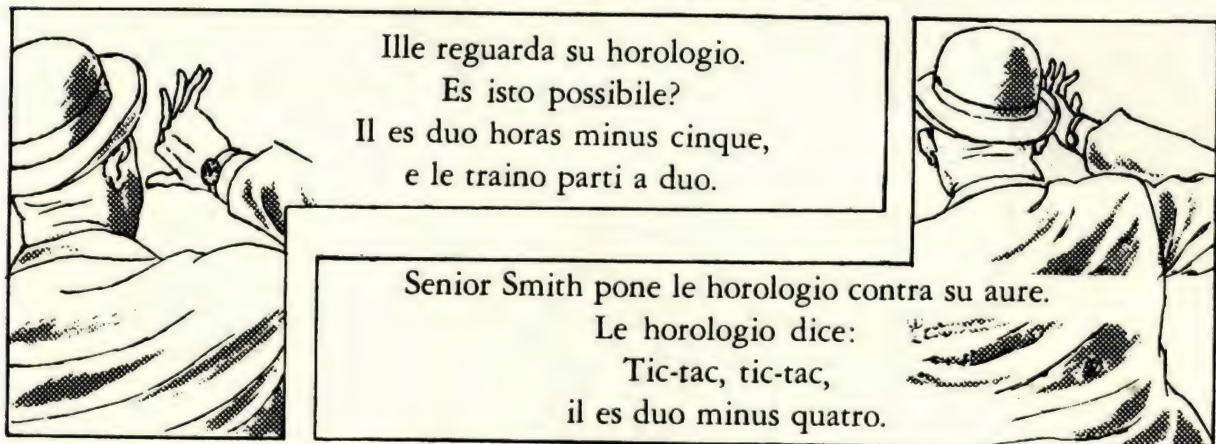 Ille reguarda su horologio.
Es isto possibile?
Il es duo horas minus cinque,
e le traino parti a duo.
Senior Smith pone le horologio contra su aure.
Le horologio dice:
Tic-tac, tic-tac,
il es duo minus quatro.